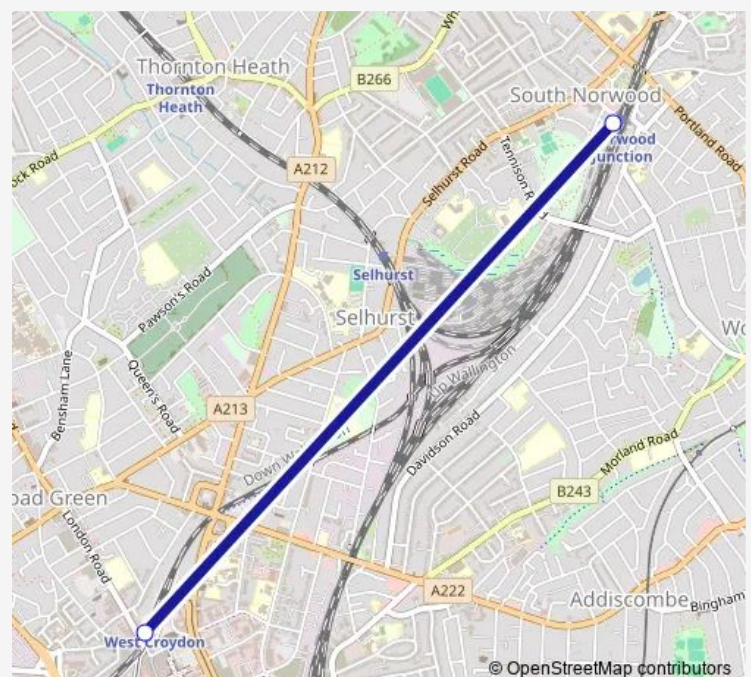 Thornton Heath
Thornton
Heath
B266
South Norwood
Portland Road
rwood
Junction
ock Road
A212
Selhurst Road
Tennison R
Selhurst
Pawson's Road
Selhurst
Up Wallington
Bensham Lane
Queen's Road
A213
Davidson Road
Morland Road
Down W
oad Green
B243
London Road
A222
Addiscombe
Bingham
West Croydon
© OpenStreetMap contributors